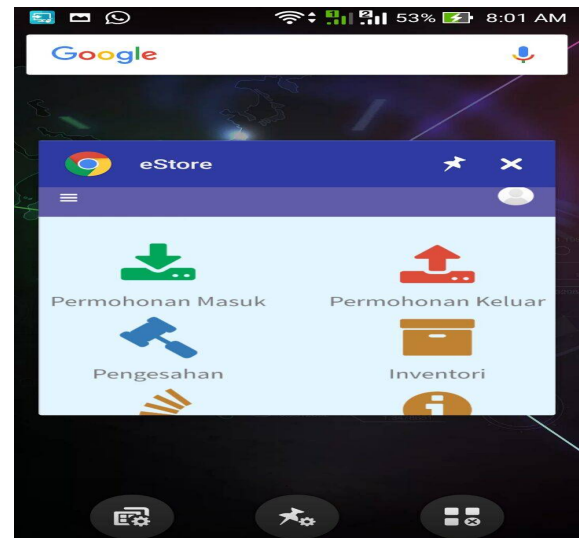 53% 8:01 AM
Google
eStore
Permohonan Masuk Permohonan Keluar
Pengesahan Inventori